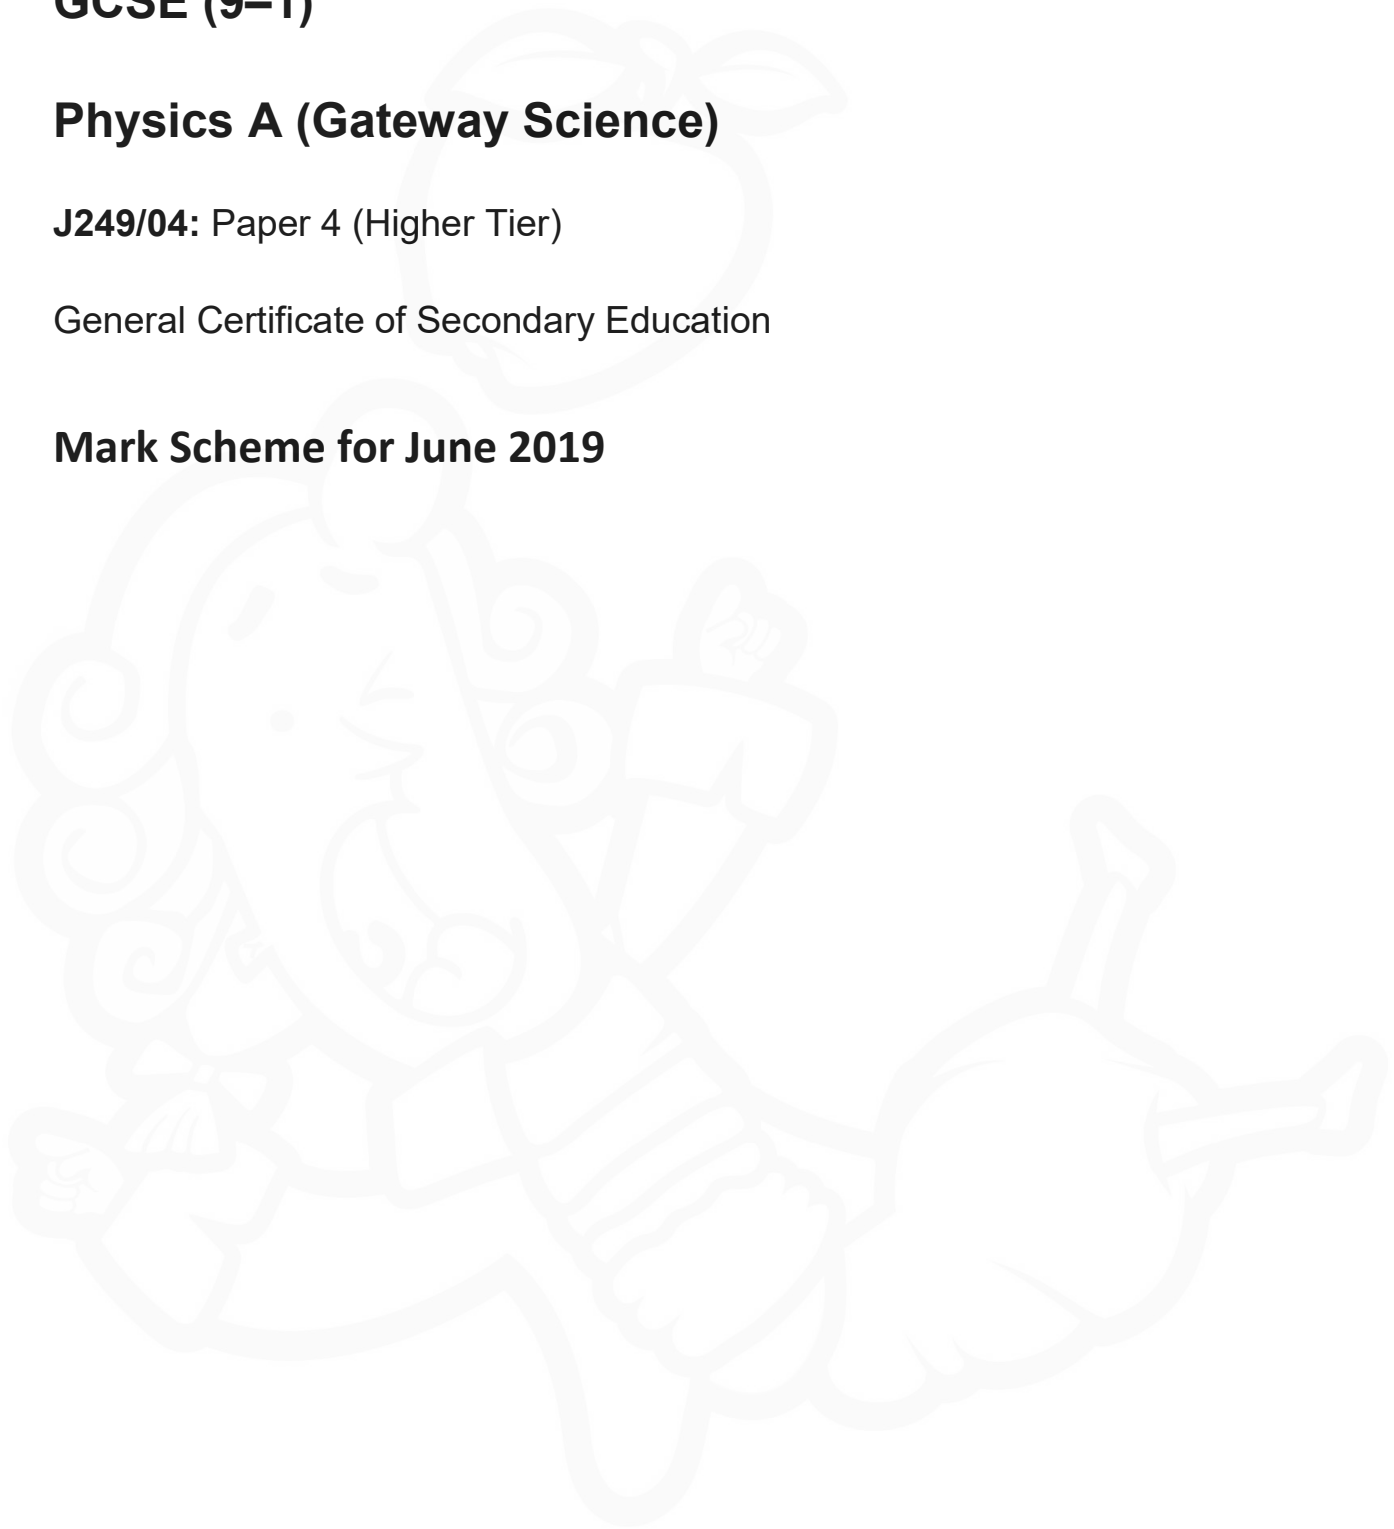 GCSE (9–1)
Physics A (Gateway Science)
J249/04: Paper 4 (Higher Tier)
General Certificate of Secondary Education
Mark Scheme for June 2019